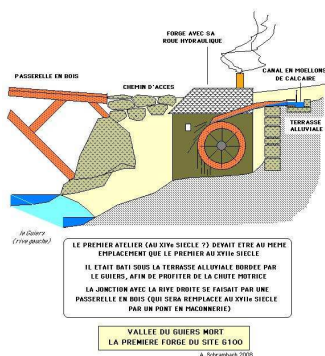 FORGE AVEC SA
ROUE HYDRAULIQUE
PASSERELLE EN BOIS
CHEMIN D'ACCES
CANAL EN MOELLONS
DE CALCAIRE
TERRASSE
ALLUVIALE
le Guiers
(rive gauche)
LE PREMIER ATELIER (AU XIVe SIECLE ?) DEVAIT ETRE AU MEME
EMPLACEMENT QUE LE PREMIER AU XVIIe SIECLE
IL ETAIT BATI SOUS LA TERRASSE ALLUVIALE BORDEE PAR
LE GUIERS, AFIN DE PROFITER DE LA CHUTE MOTRICE
LA JONCTION AVEC LA RIVE DROITE SE FAISAIT PAR UNE
PASSERELLE EN BOIS (QUI SERA REMPLACEE AU XVIIe SIECLE
PAR UN PONT EN MACONNERIE)
VALLEE DU GUIERS MORT
LA PREMIERE FORGE DU SITE G100
A. Schrambach 2008